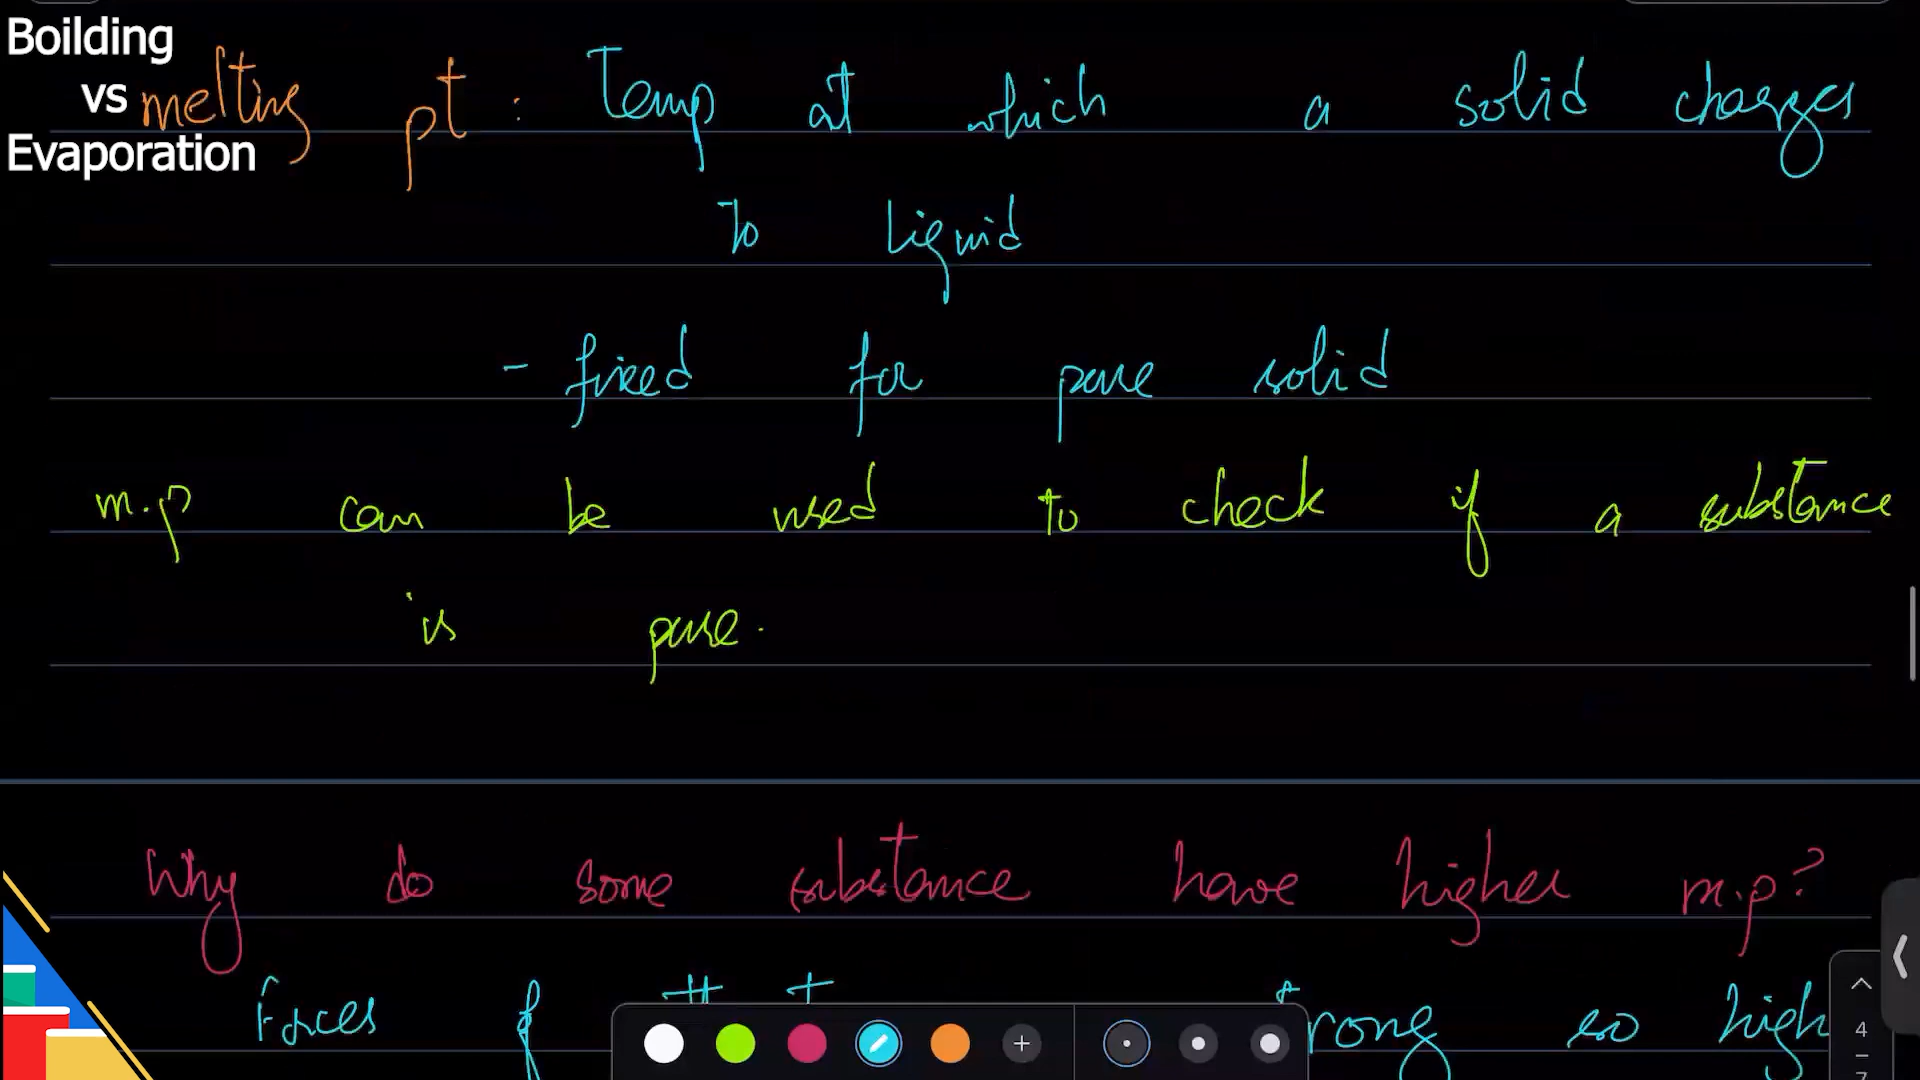 Boilding
vs
Evaporation
melting pt : Temp at which a solid changes
to liquid
- fixed for pure solid
m.p can be used to check if a substance
is pure.
Why do some substance have higher m.p?
Forces of rong so high
4